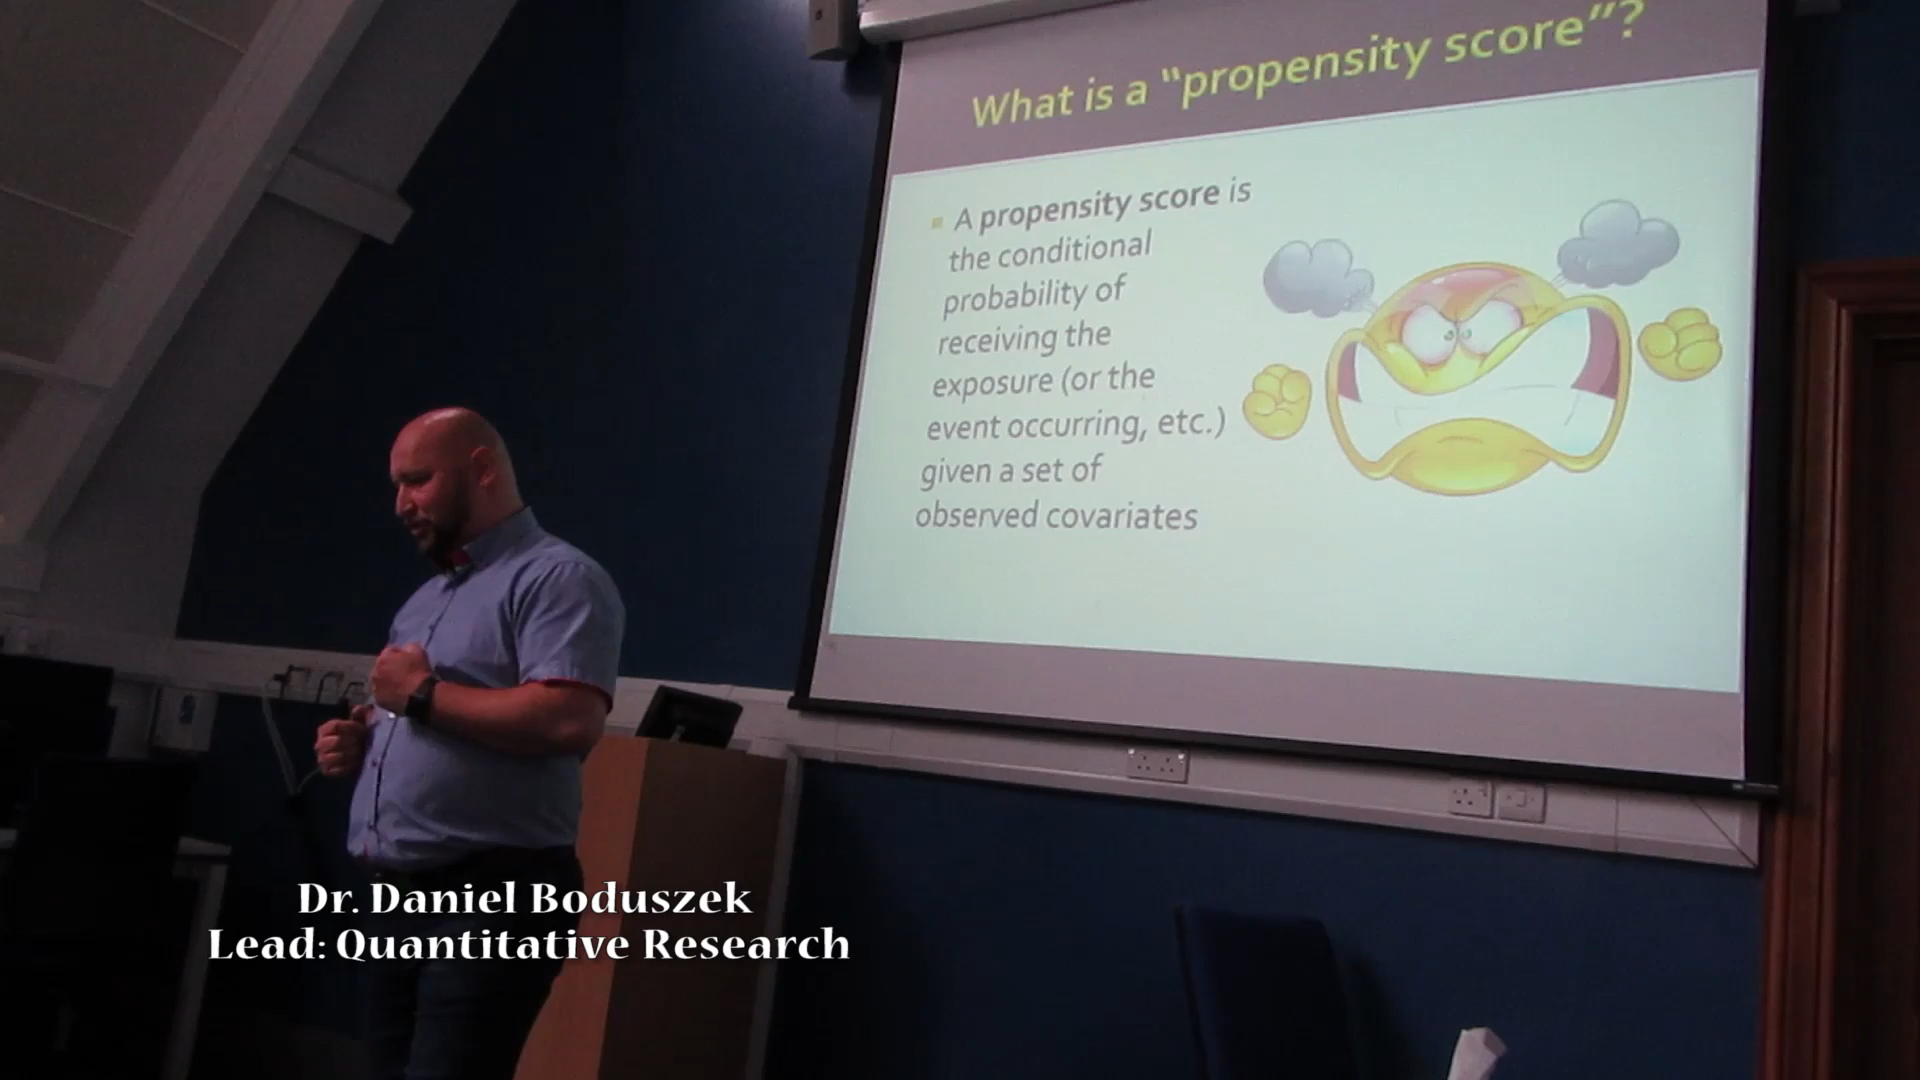 What is a “propensity score”?
A propensity score is
the conditional
probability of
receiving the
exposure (or the
event occurring, etc.)
given a set of
observed covariates
Dr. Daniel Boduszek
Lead: Quantitative Research